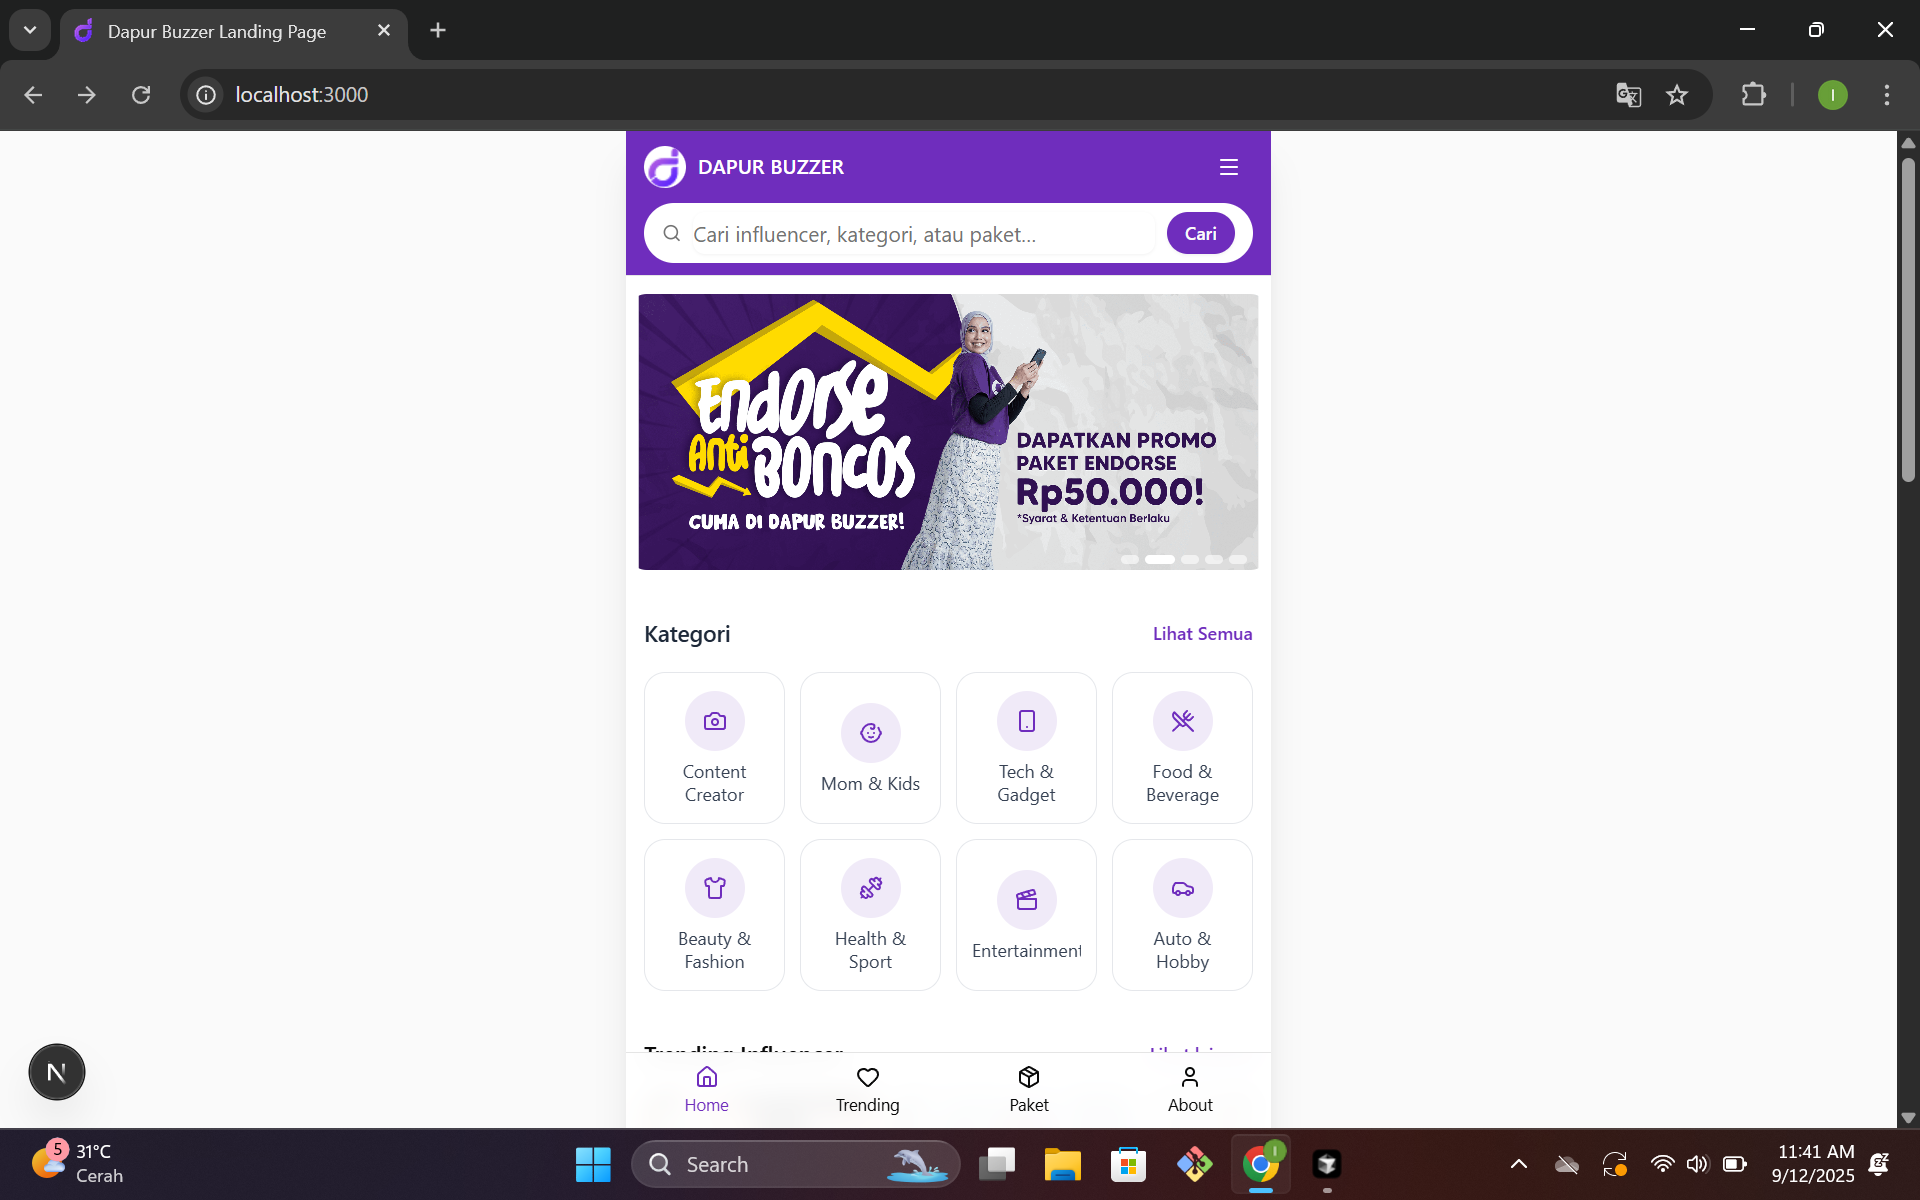 Dapur Buzzer Landing Page
localhost:3000
DAPUR BUZZER
Cari influencer, kategori, atau paket...
Cari
Endorse
Anti
Boncos
CUMA DI DAPUR BUZZER!
DAPATKAN PROMO
PAKET ENDORSE
Rp50.000!
*Syarat & Ketentuan Berlaku
Kategori
Lihat Semua
Content
Creator
Mom & Kids
Tech &
Gadget
Food &
Beverage
Beauty &
Fashion
Health &
Sport
Entertainment
Auto &
Hobby
Trending Influencer
N
Home
Trending
Paket
About
5
31°C
Cerah
Search
11:41 AM
9/12/2025